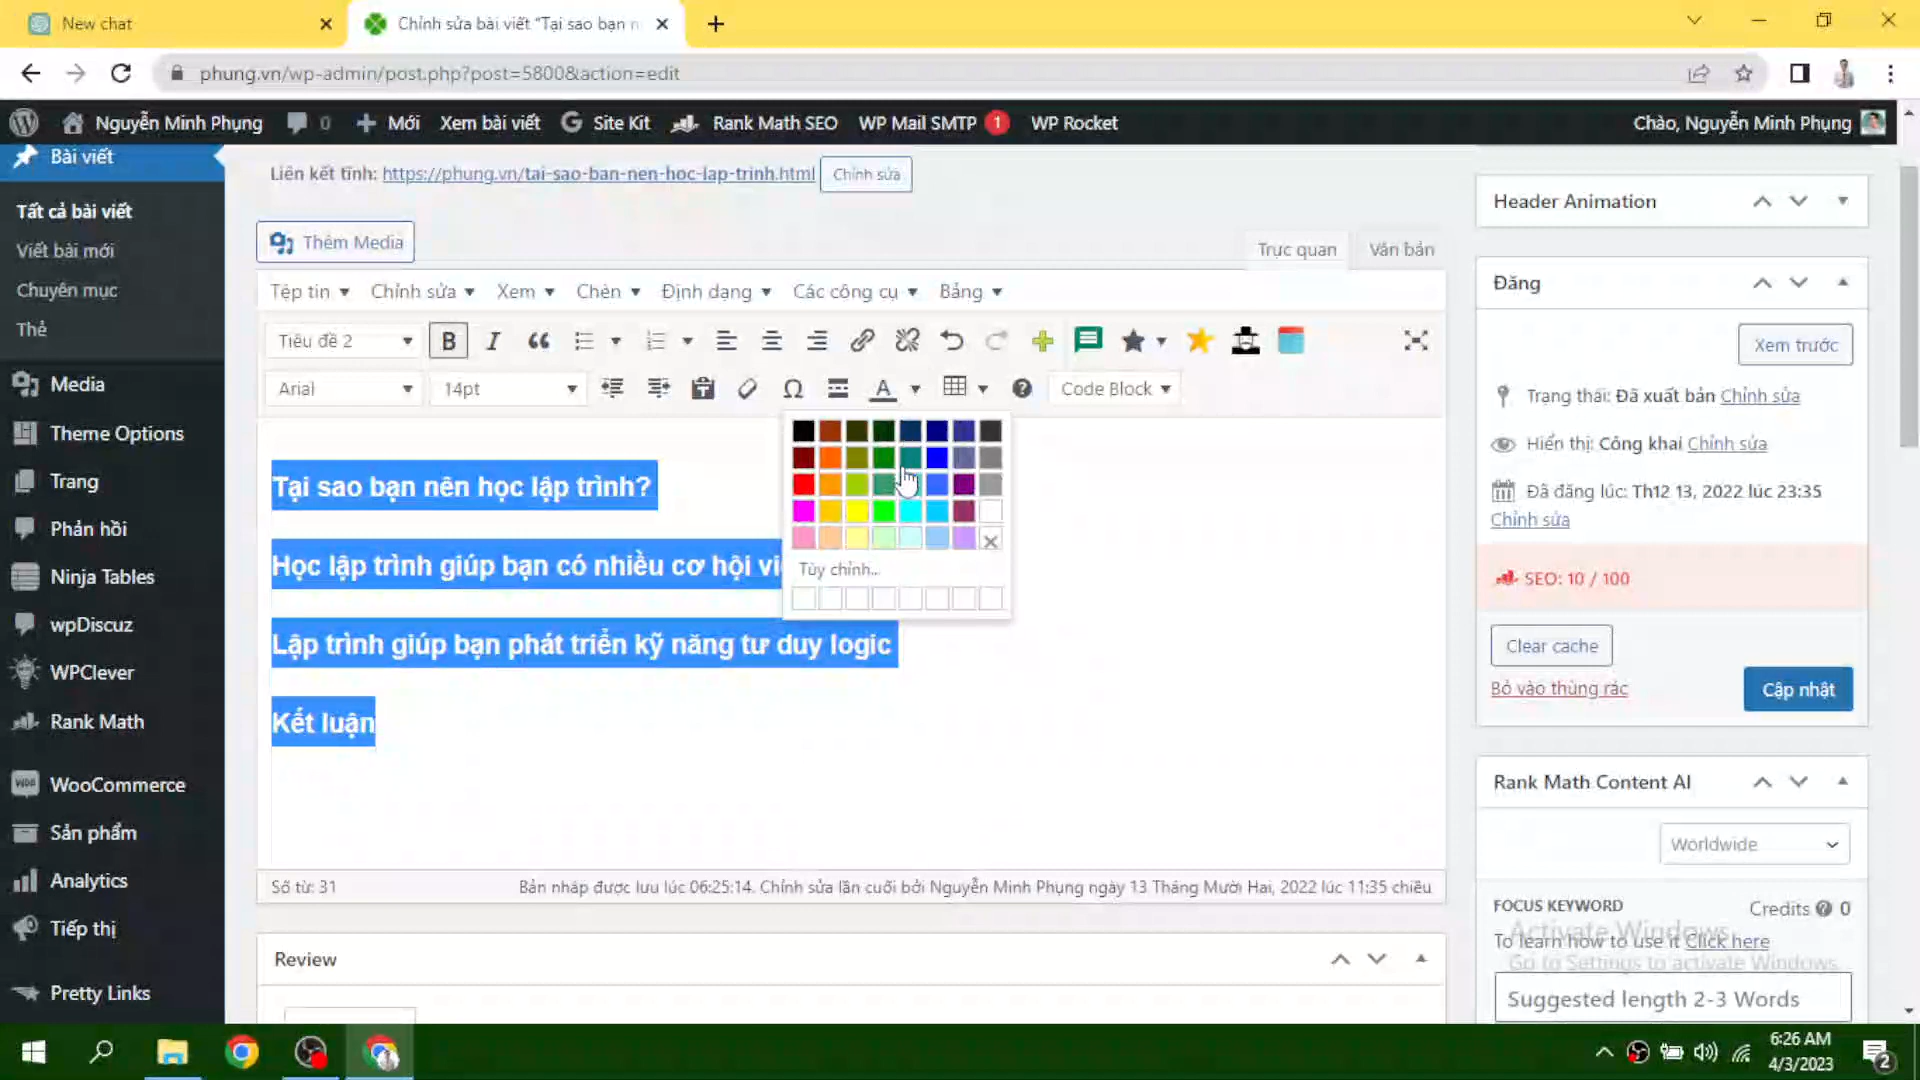 New chat
Chỉnh sửa bài viết “Tại sao bạn n
phung.vn/wp-admin/post.php?post=5800&action=edit
Nguyễn Minh Phụng 0 Mới Xem bài viết Site Kit Rank Math SEO WP Mail SMTP 1 WP Rocket Chào, Nguyễn Minh Phụng
Bài viết
Tất cả bài viết
Viết bài mới
Chuyên mục
Thẻ
Media
Theme Options
Trang
Phản hồi
Ninja Tables
wpDiscuz
WPClever
Rank Math
WooCommerce
Sản phẩm
Analytics
Tiếp thị
Pretty Links
Liên kết tĩnh: https://phung.vn/tai-sao-ban-nen-hoc-lap-trinh.html Chỉnh sửa
Thêm Media
Trực quan Văn bản
Tệp tin Chỉnh sửa Xem Chèn Định dạng Các công cụ Bảng
Tiêu đề 2
Arial 14pt Code Block
Tùy chỉnh...
Tại sao bạn nên học lập trình?
Học lập trình giúp bạn có nhiều cơ hội vi
Lập trình giúp bạn phát triển kỹ năng tư duy logic
Kết luận
Số từ: 31 Bản nháp được lưu lúc 06:25:14. Chỉnh sửa lần cuối bởi Nguyễn Minh Phụng ngày 13 Tháng Mười Hai, 2022 lúc 11:35 chiều
Review
Header Animation
Đăng
Xem trước
Trạng thái: Đã xuất bản Chỉnh sửa
Hiển thị: Công khai Chỉnh sửa
Đã đăng lúc: Th12 13, 2022 lúc 23:35
Chỉnh sửa
SEO: 10 / 100
Clear cache
Bỏ vào thùng rác Cập nhật
Rank Math Content AI
Worldwide
FOCUS KEYWORD Credits 0
To learn how to use it Click here
Activate Windows
Go to Settings to activate Windows.
Suggested length 2-3 Words
6:26 AM
4/3/2023
2